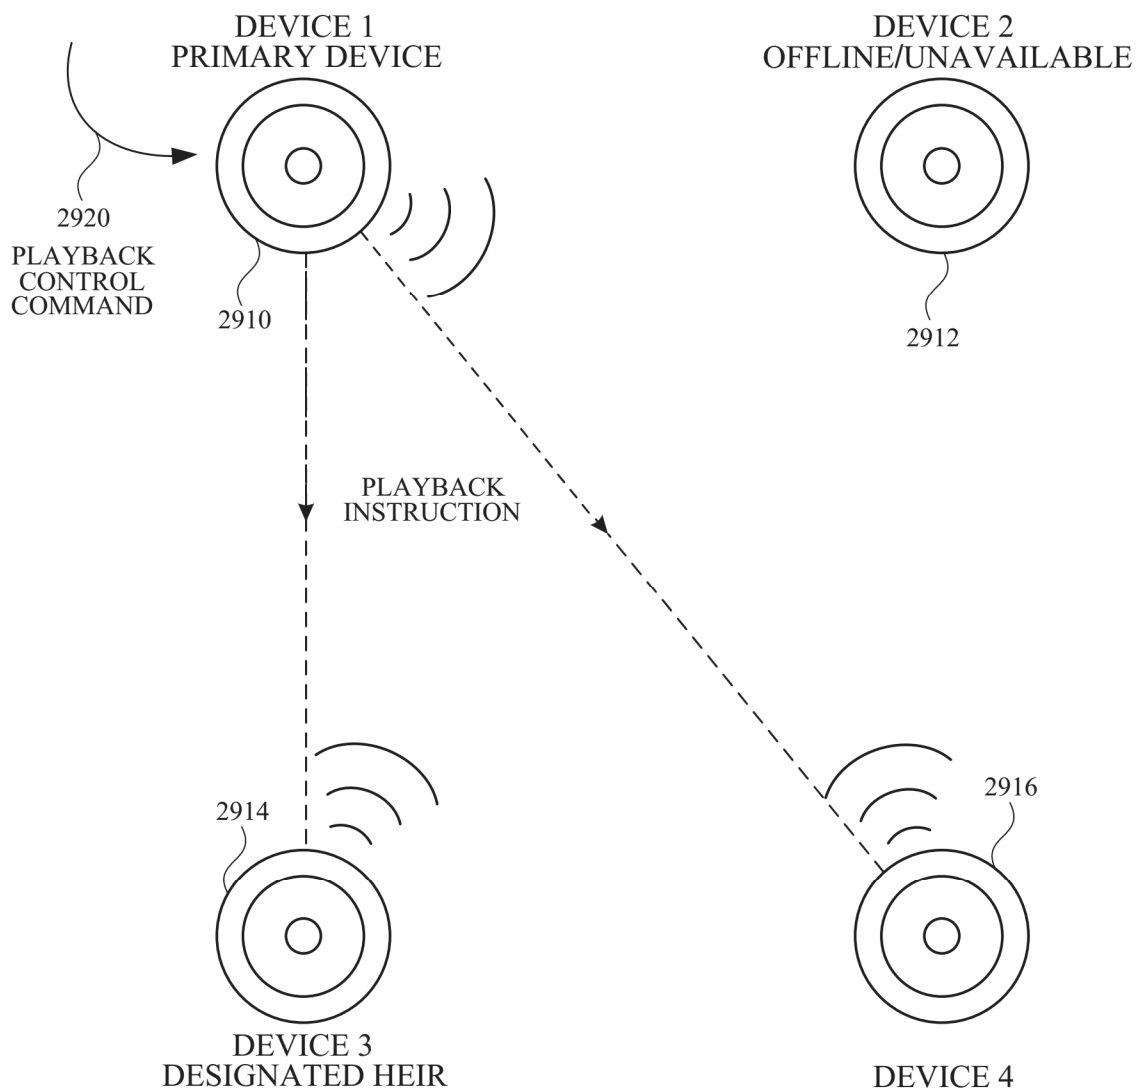 DEVICE 1
PRIMARY DEVICE
DEVICE 2
OFFLINE/UNAVAILABLE
2920
PLAYBACK
CONTROL
COMMAND
2910
2912
PLAYBACK
INSTRUCTION
2914
2916
DEVICE 3
DESIGNATED HEIR
DEVICE 4